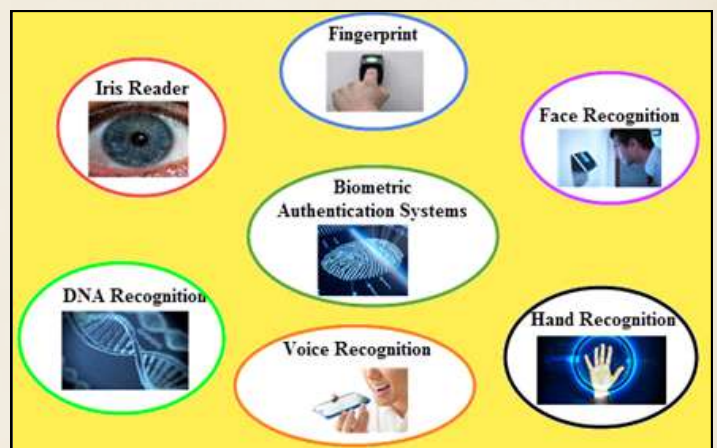 Fingerprint
Iris Reader
Face Recognition
Biometric
Authentication Systems
DNA Recognition
Hand Recognition
Voice Recognition